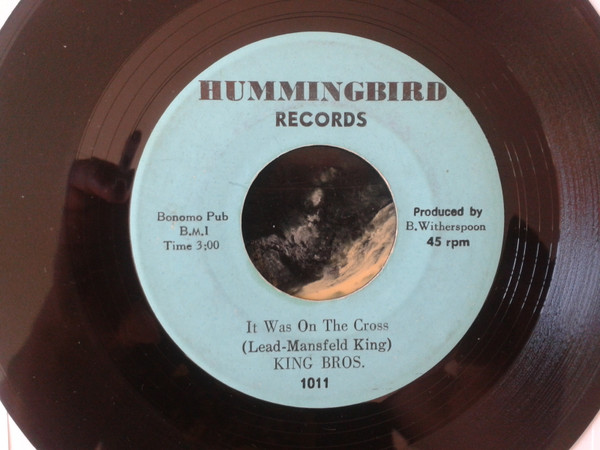 HUMMINGBIRD
RECORDS
Bonomo Pub
B.M.1
Time 3;00
Produced by
B.Witherspoon
45 rpm
It Was On The Cross
(Lead-Mansfeld King)
KING BROS.
1011